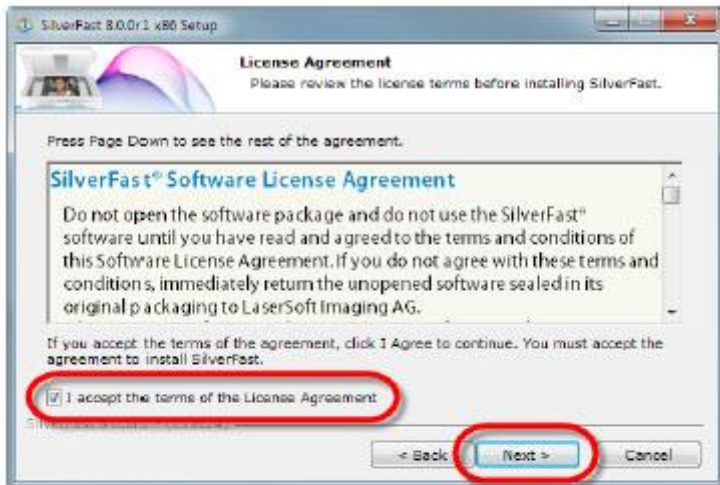 SilverFast 8.0.0r1 x86 Setup
License Agreement
Please review the license terms before installing SilverFast.
Press Page Down to see the rest of the agreement.
SilverFast® Software License Agreement
Do not open the software package and do not use the SilverFast®
software until you have read and agreed to the terms and conditions of
this Software License Agreement. If you do not agree with these terms and
conditions, immediately return the unopened software sealed in its
original packaging to LaserSoft Imaging AG.
If you accept the terms of the agreement, click I Agree to continue. You must accept the
agreement to install SilverFast.
I accept the terms of the License Agreement
< Back
Next >
Cancel